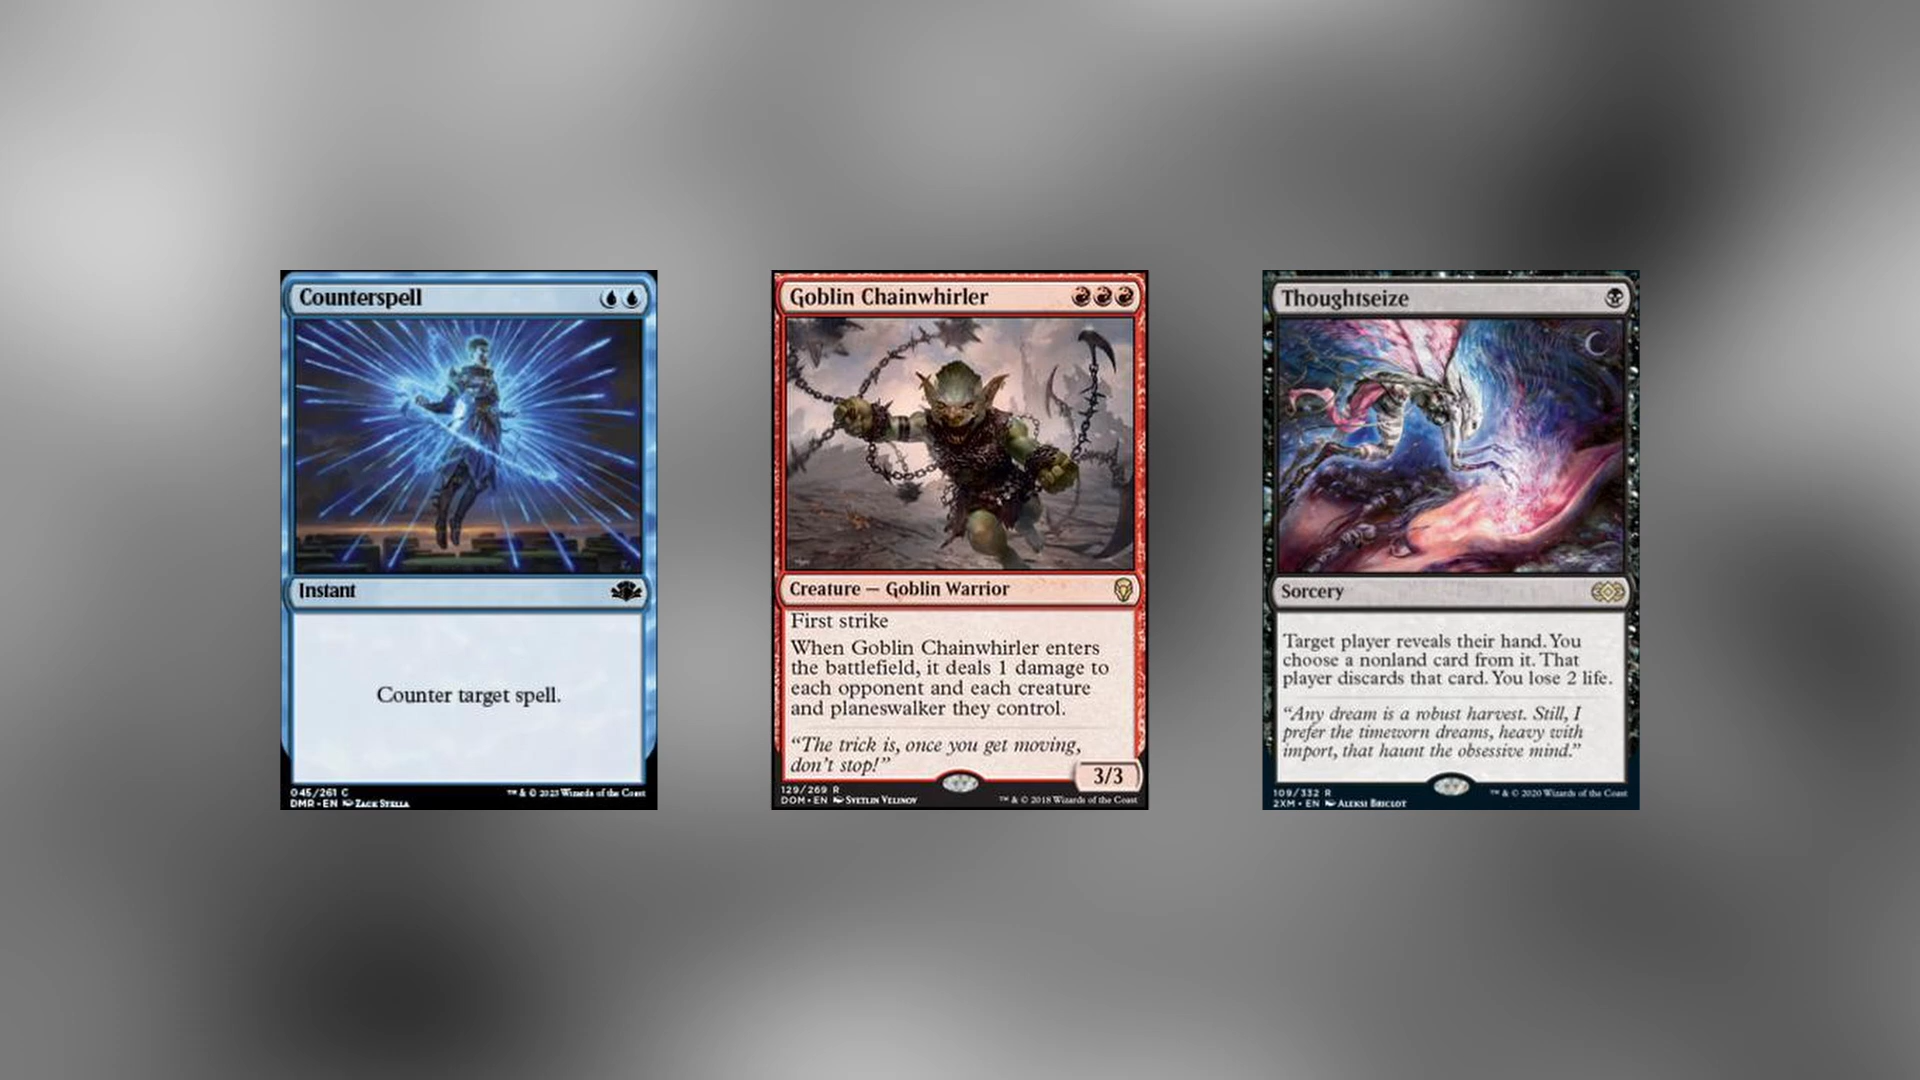 Counterspell
Instant
Counter target spell.
045/261 C
DMR • EN Zack Stella
™ & © 2023 Wizards of the Coast
Goblin Chainwhirler
Creature — Goblin Warrior
First strike
When Goblin Chainwhirler enters
the battlefield, it deals 1 damage to
each opponent and each creature
and planeswalker they control.
“The trick is, once you get moving,
don’t stop!”
3/3
129/269 R
DOM • EN Svetlin Velinov
™ & © 2018 Wizards of the Coast
Thoughtseize
Sorcery
Target player reveals their hand. You
choose a nonland card from it. That
player discards that card. You lose 2 life.
“Any dream is a robust harvest. Still, I
prefer the timeworn dreams, heavy with
import, that haunt the obsessive mind.”
109/332 R
2XM • EN Aleksi Briclot
™ & © 2020 Wizards of the Coast